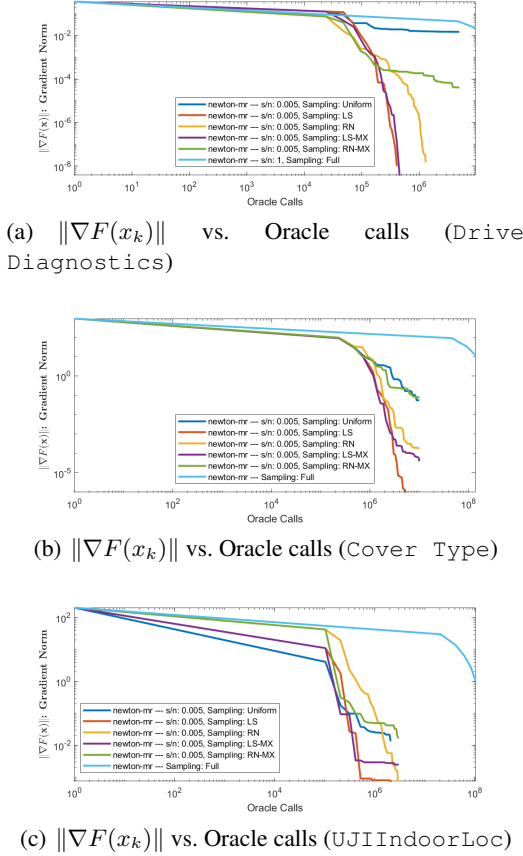 10^-2
10^-4
10^-6
10^-8
‖∇F(x)‖: Gradient Norm
newton-mr --- s/n: 0.005, Sampling: Uniform
newton-mr --- s/n: 0.005, Sampling: LS
newton-mr --- s/n: 0.005, Sampling: RN
newton-mr --- s/n: 0.005, Sampling: LS-MX
newton-mr --- s/n: 0.005, Sampling: RN-MX
newton-mr --- s/n: 1, Sampling: Full
10^0 10^1 10^2 10^3 10^4 10^5 10^6
Oracle Calls
(a) ‖∇F(x_k)‖ vs. Oracle calls (Drive
Diagnostics)
10^0
10^-5
‖∇F(x)‖: Gradient Norm
newton-mr --- s/n: 0.005, Sampling: Uniform
newton-mr --- s/n: 0.005, Sampling: LS
newton-mr --- s/n: 0.005, Sampling: RN
newton-mr --- s/n: 0.005, Sampling: LS-MX
newton-mr --- s/n: 0.005, Sampling: RN-MX
newton-mr --- Sampling: Full
10^0 10^2 10^4 10^6 10^8
Oracle Calls
(b) ‖∇F(x_k)‖ vs. Oracle calls (Cover Type)
10^2
10^0
10^-2
‖∇F(x)‖: Gradient Norm
newton-mr --- s/n: 0.005, Sampling: Uniform
newton-mr --- s/n: 0.005, Sampling: LS
newton-mr --- s/n: 0.005, Sampling: RN
newton-mr --- s/n: 0.005, Sampling: LS-MX
newton-mr --- s/n: 0.005, Sampling: RN-MX
newton-mr --- Sampling: Full
10^0 10^2 10^4 10^6 10^8
Oracle Calls
(c) ‖∇F(x_k)‖ vs. Oracle calls (UJIIndoorLoc)